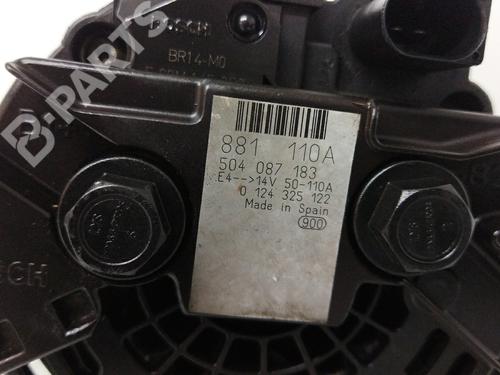 BOSCH
BR14-M0
881 110A
504 087 183
E4-->14V 50-110A
0 124 325 122
Made in Spain
900
B-PARTS